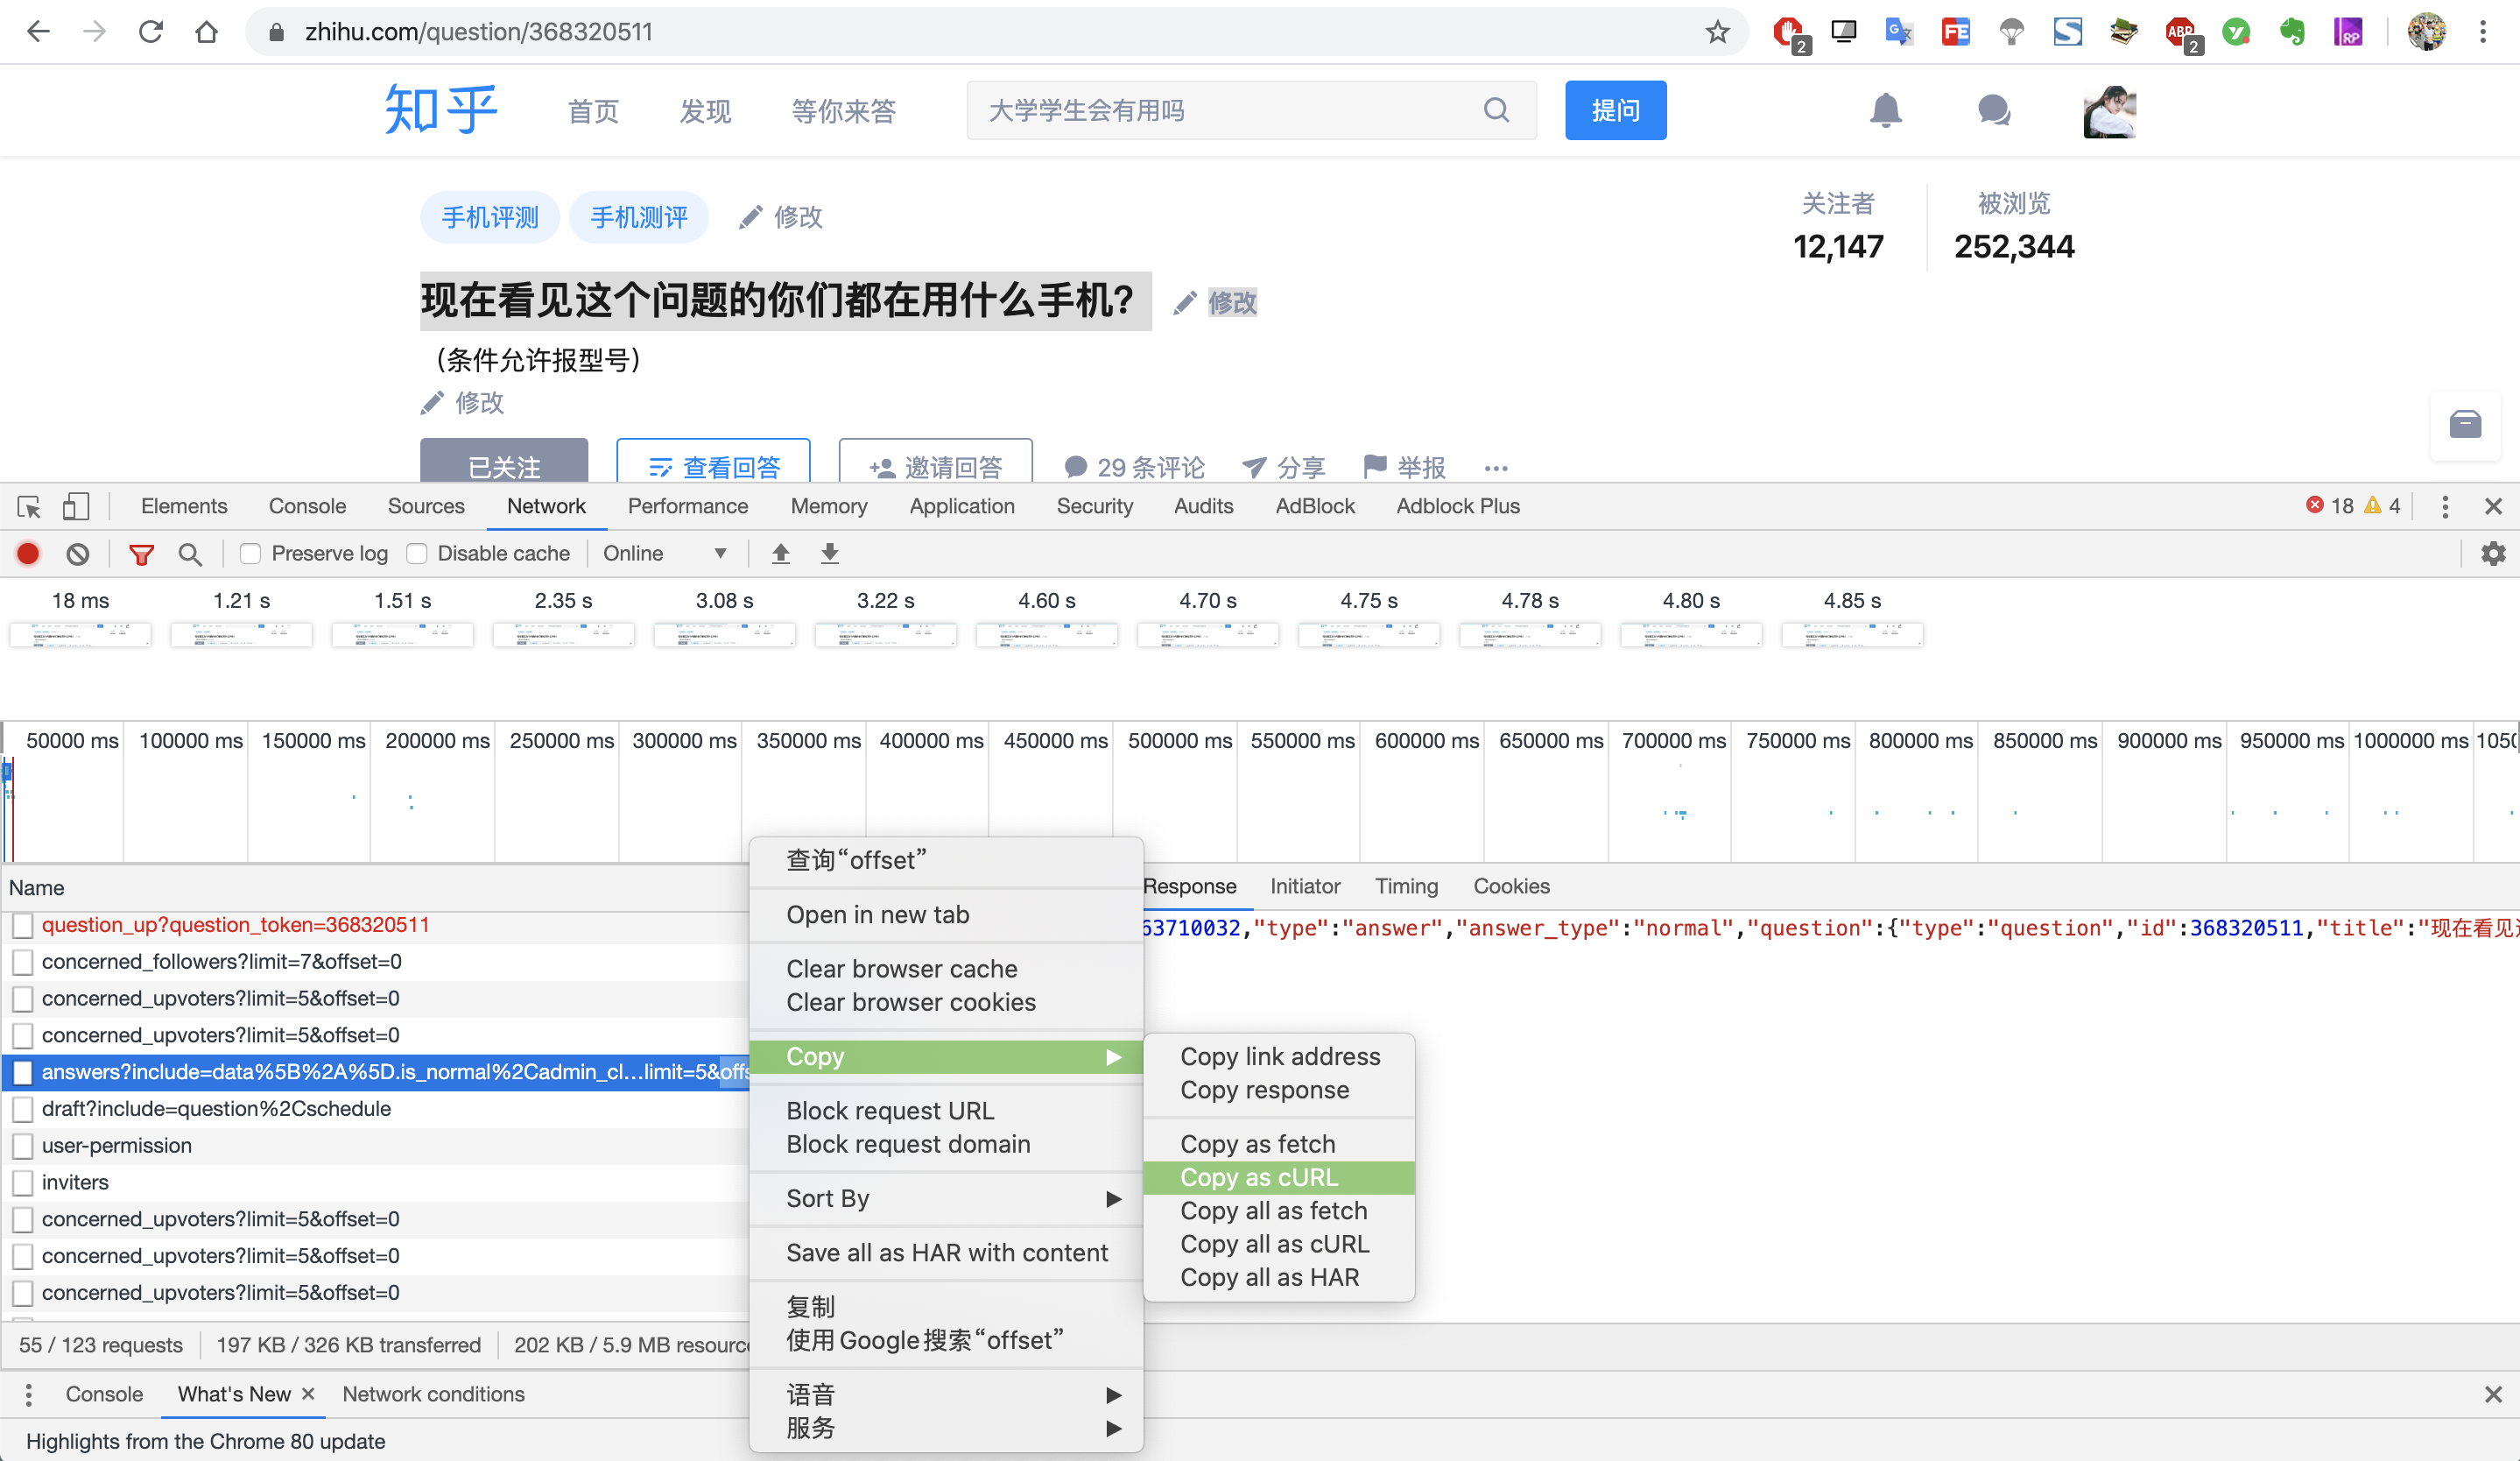 zhihu.com/question/368320511
2
ABP
2
FE
RP
知乎
首页 发现 等你来答 大学学生会有用吗 提问
手机评测 手机测评 修改
关注者 被浏览
12,147 252,344
现在看见这个问题的你们都在用什么手机? 修改
（条件允许报型号）
修改
已关注 查看回答 邀请回答 29 条评论 分享 举报 ···
Elements Console Sources Network Performance Memory Application Security Audits AdBlock Adblock Plus 18 4
Preserve log Disable cache Online
18 ms 1.21 s 1.51 s 2.35 s 3.08 s 3.22 s 4.60 s 4.70 s 4.75 s 4.78 s 4.80 s 4.85 s
50000 ms 100000 ms 150000 ms 200000 ms 250000 ms 300000 ms 350000 ms 400000 ms 450000 ms 500000 ms 550000 ms 600000 ms 650000 ms 700000 ms 750000 ms 800000 ms 850000 ms 900000 ms 950000 ms 1000000 ms 105
Name
question_up?question_token=368320511
concerned_followers?limit=7&offset=0
concerned_upvoters?limit=5&offset=0
concerned_upvoters?limit=5&offset=0
answers?include=data%5B%2A%5D.is_normal%2Cadmin_cl…limit=5&offs
draft?include=question%2Cschedule
user-permission
inviters
concerned_upvoters?limit=5&offset=0
concerned_upvoters?limit=5&offset=0
concerned_upvoters?limit=5&offset=0
查询“offset”
Open in new tab
Clear browser cache
Clear browser cookies
Copy
Block request URL
Block request domain
Sort By
Save all as HAR with content
复制
使用Google搜索“offset”
语音
服务
Copy link address
Copy response
Copy as fetch
Copy as cURL
Copy all as fetch
Copy all as cURL
Copy all as HAR
Response Initiator Timing Cookies
63710032,"type":"answer","answer_type":"normal","question":{"type":"question","id":368320511,"title":"现在看见
55 / 123 requests 197 KB / 326 KB transferred 202 KB / 5.9 MB resourc
Console What's New × Network conditions
Highlights from the Chrome 80 update